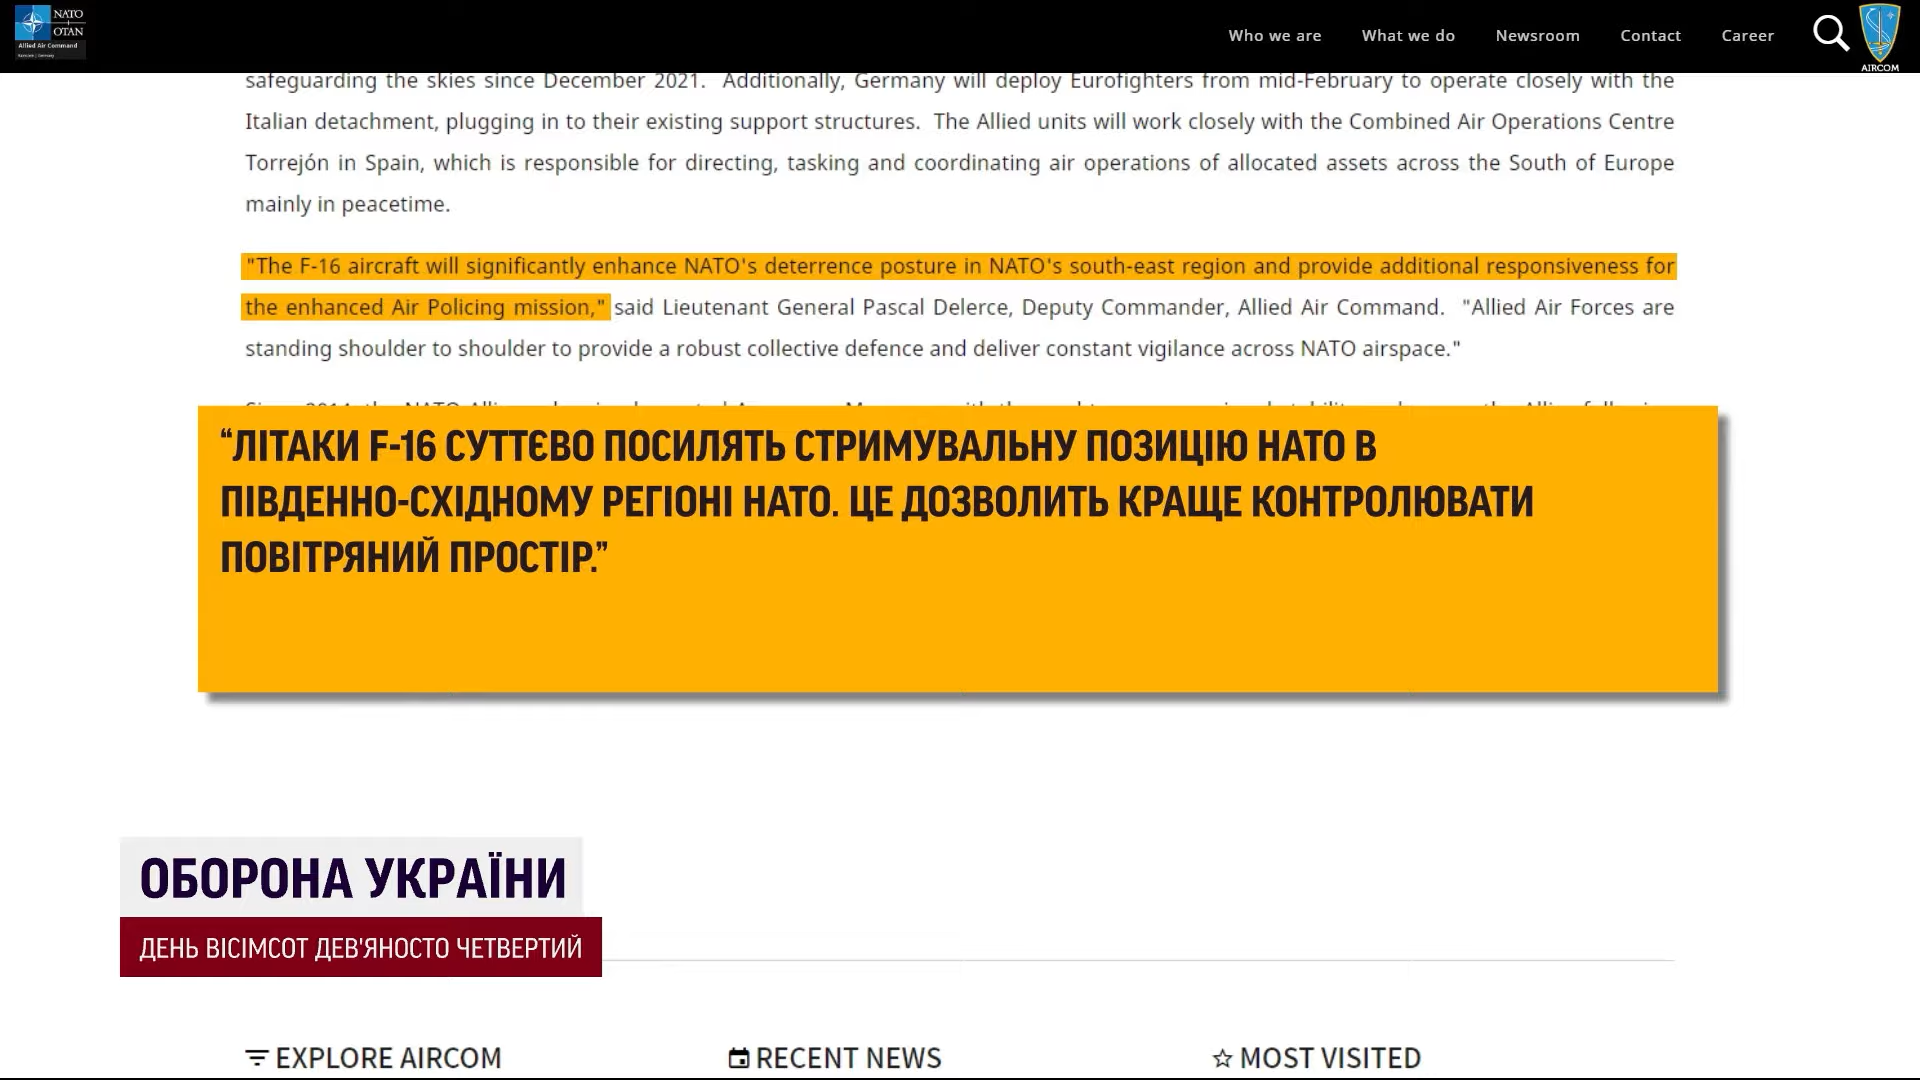 NATO
OTAN
Allied Air Command
Who we are
What we do
Newsroom
Contact
Career
AIRCOM
safeguarding the skies since December 2021. Additionally, Germany will deploy Eurofighters from mid-February to operate closely with the
Italian detachment, plugging in to their existing support structures. The Allied units will work closely with the Combined Air Operations Centre
Torrejón in Spain, which is responsible for directing, tasking and coordinating air operations of allocated assets across the South of Europe
mainly in peacetime.
"The F-16 aircraft will significantly enhance NATO's deterrence posture in NATO's south-east region and provide additional responsiveness for
the enhanced Air Policing mission," said Lieutenant General Pascal Delerce, Deputy Commander, Allied Air Command. "Allied Air Forces are
standing shoulder to shoulder to provide a robust collective defence and deliver constant vigilance across NATO airspace."
“ЛІТАКИ F-16 СУТТЄВО ПОСИЛЯТЬ СТРИМУВАЛЬНУ ПОЗИЦІЮ НАТО В
ПІВДЕННО-СХІДНОМУ РЕГІОНІ НАТО. ЦЕ ДОЗВОЛИТЬ КРАЩЕ КОНТРОЛЮВАТИ
ПОВІТРЯНИЙ ПРОСТІР.”
ОБОРОНА УКРАЇНИ
ДЕНЬ ВІСІМСОТ ДЕВ'ЯНОСТО ЧЕТВЕРТИЙ
EXPLORE AIRCOM
RECENT NEWS
MOST VISITED